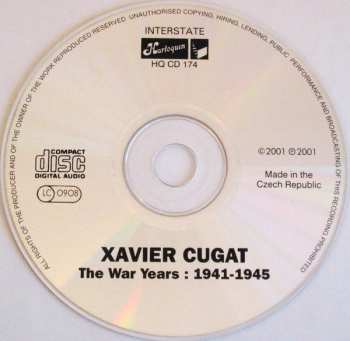 ALL RIGHTS OF THE PRODUCER AND OF THE OWNER OF THE WORK REPRODUCED RESERVED UNAUTHORISED COPYING, HIRING, LENDING, PUBLIC PERFORMANCE AND BROADCASTING OF THIS RECORDING PROHIBITED
INTERSTATE
Harlequin
HQ CD 174
COMPACT
disc
DIGITAL AUDIO
LC 0908
©2001 ℗2001
Made in the
Czech Republic
XAVIER CUGAT
The War Years : 1941-1945